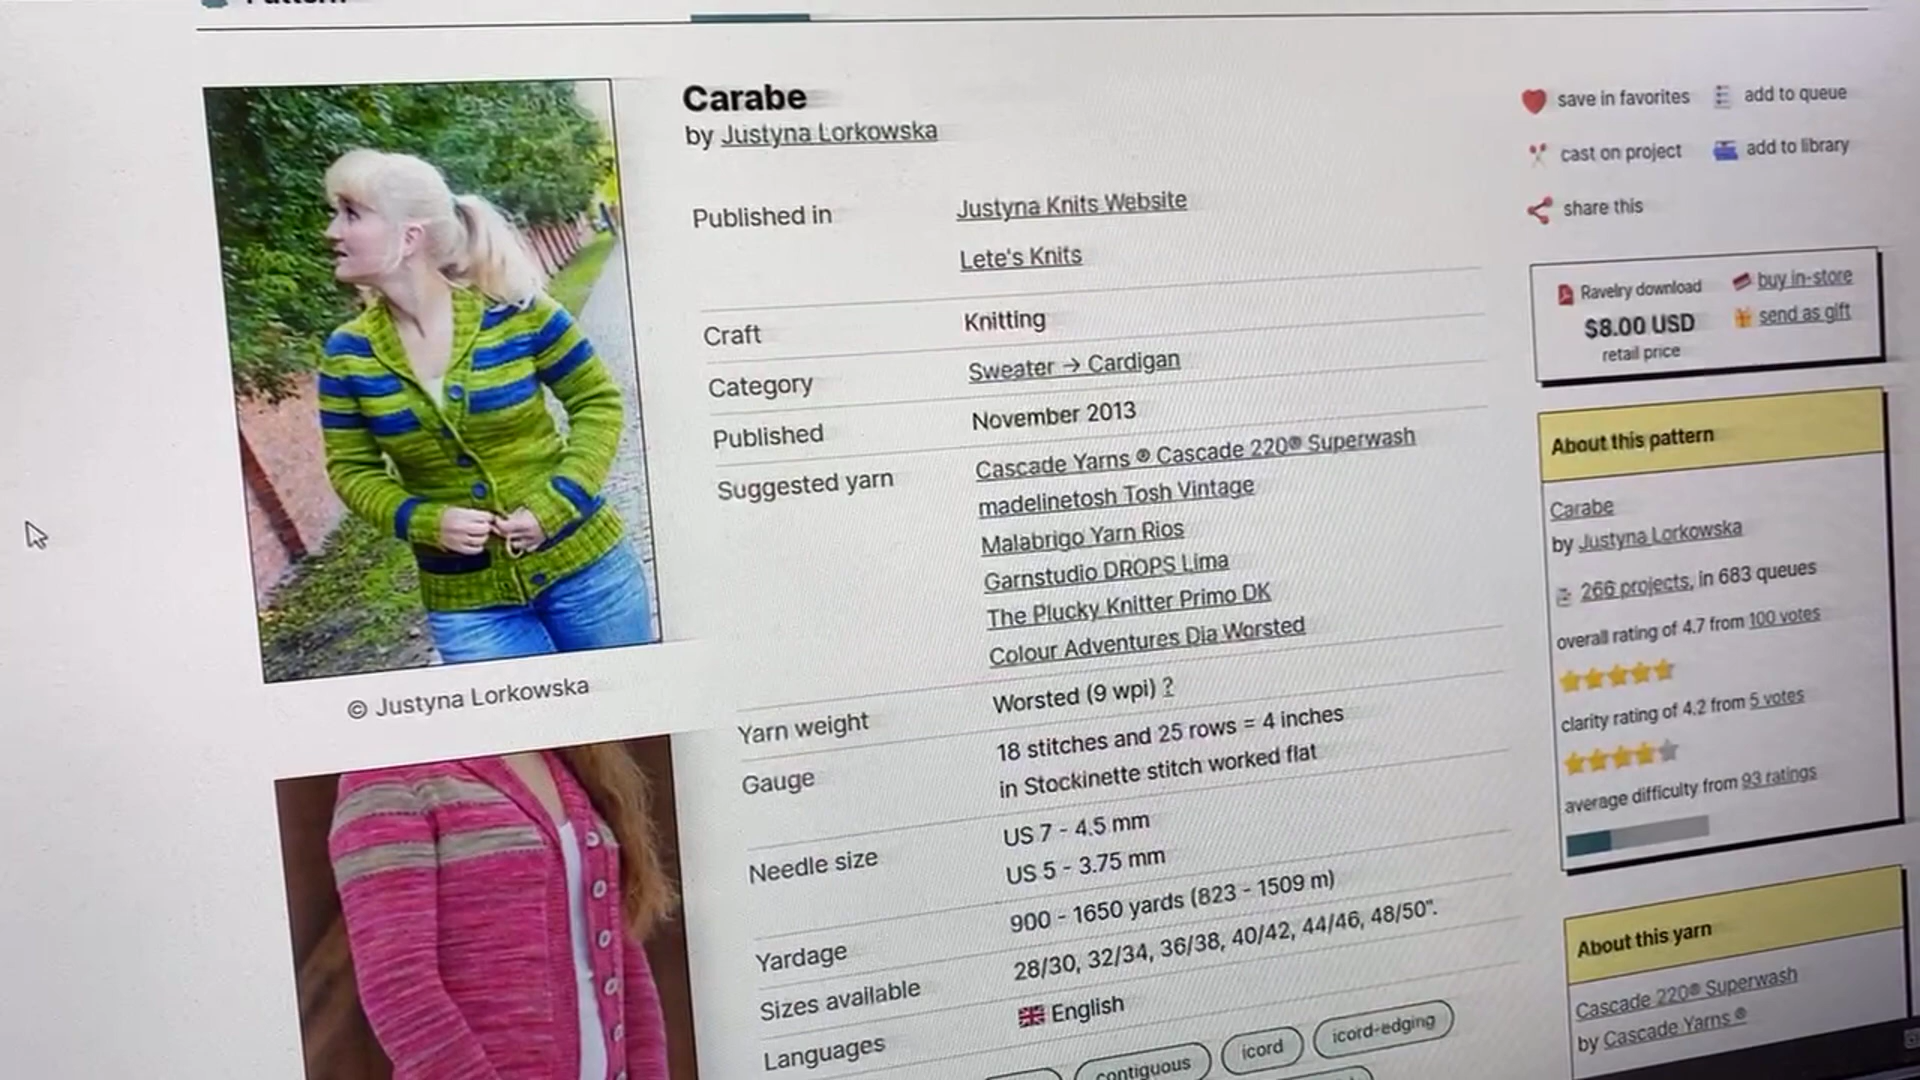 Pattern
Carabe
by Justyna Lorkowska
Published in
Justyna Knits Website
Lete's Knits
Craft
Knitting
Category
Sweater → Cardigan
Published
November 2013
Suggested yarn
Cascade Yarns ® Cascade 220® Superwash
madelinetosh Tosh Vintage
Malabrigo Yarn Rios
Garnstudio DROPS Lima
The Plucky Knitter Primo DK
Colour Adventures Dia Worsted
Yarn weight
Worsted (9 wpi) ?
Gauge
18 stitches and 25 rows = 4 inches
in Stockinette stitch worked flat
Needle size
US 7 - 4.5 mm
US 5 - 3.75 mm
Yardage
900 - 1650 yards (823 - 1509 m)
Sizes available
28/30, 32/34, 36/38, 40/42, 44/46, 48/50".
Languages
English
contiguous
icord
icord-edging
© Justyna Lorkowska
save in favorites
add to queue
cast on project
add to library
share this
Ravelry download
buy in-store
$8.00 USD
send as gift
retail price
About this pattern
Carabe
by Justyna Lorkowska
266 projects, in 683 queues
overall rating of 4.7 from 100 votes
clarity rating of 4.2 from 5 votes
average difficulty from 93 ratings
About this yarn
Cascade 220® Superwash
by Cascade Yarns ®